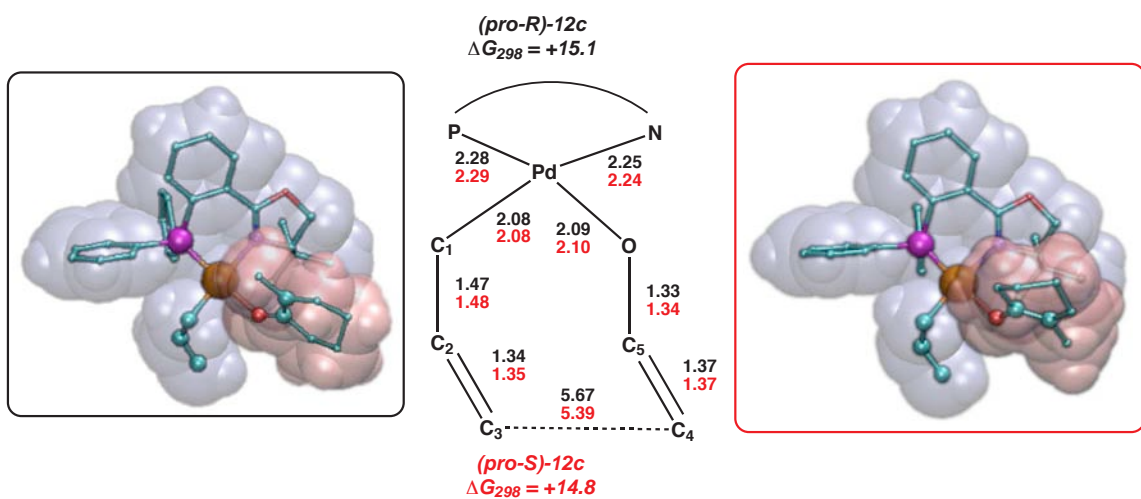 (pro-R)-12c
ΔG298 = +15.1
P
N
2.28
2.29
Pd
2.25
2.24
2.08
2.08
2.09
2.10
C1
O
1.47
1.48
1.33
1.34
C2
C5
1.34
1.35
1.37
1.37
5.67
5.39
C3
C4
(pro-S)-12c
ΔG298 = +14.8